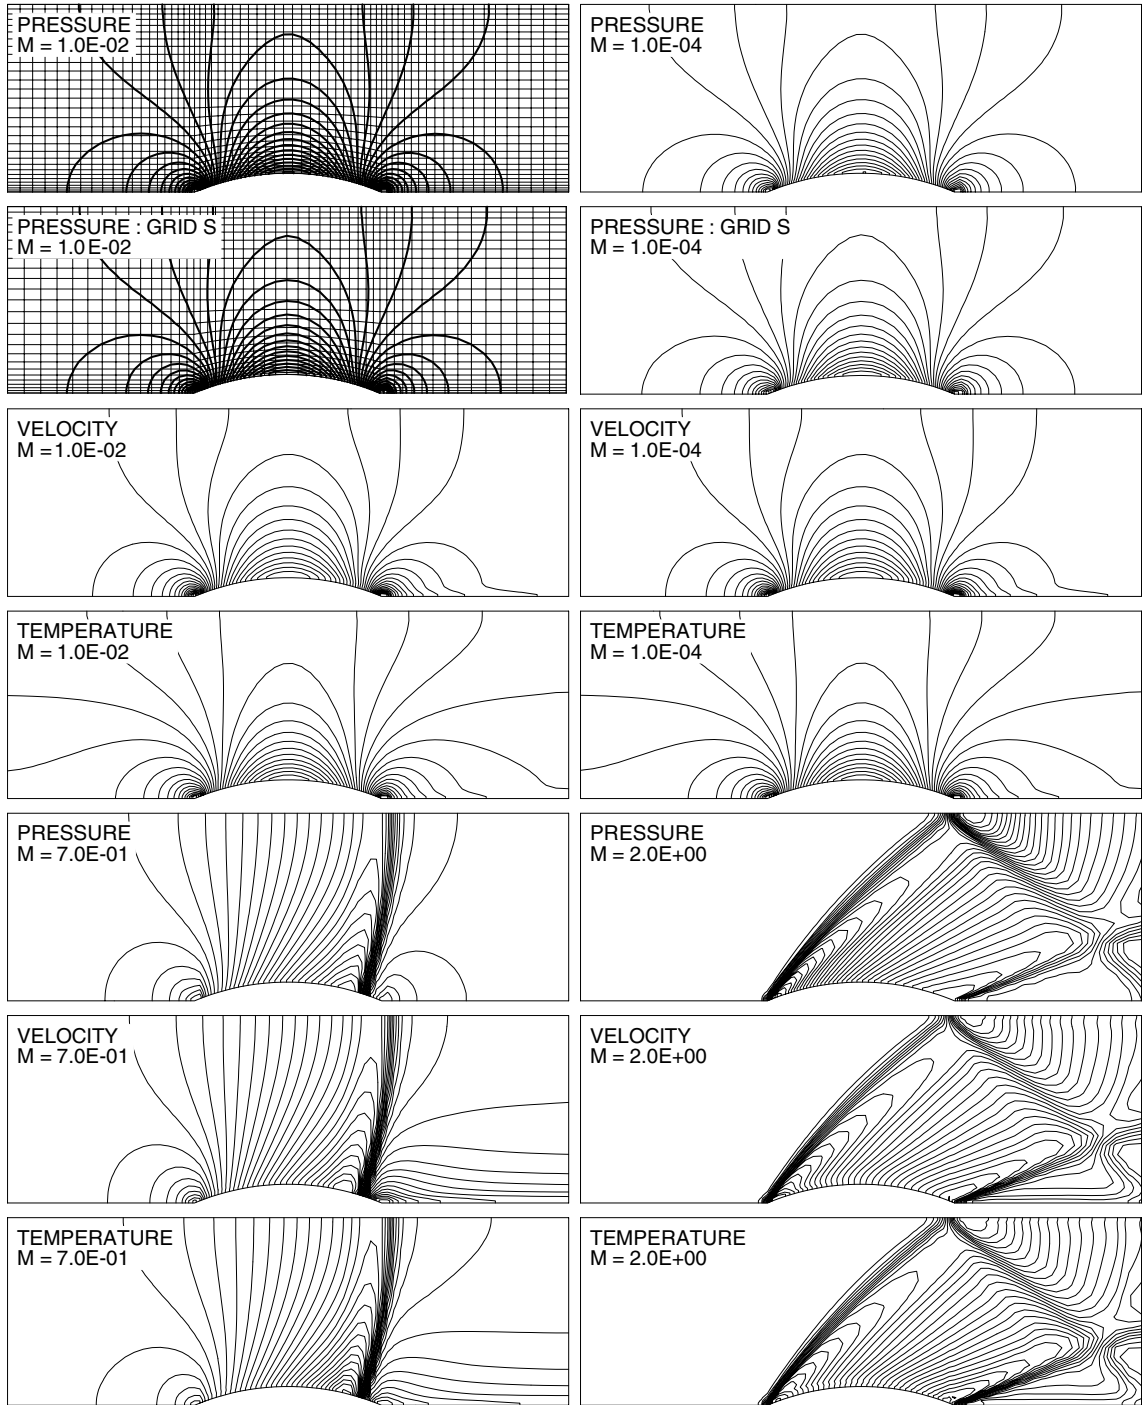 PRESSURE
M = 1.0E-02
PRESSURE
M = 1.0E-04
PRESSURE : GRID S
M = 1.0E-02
PRESSURE : GRID S
M = 1.0E-04
VELOCITY
M = 1.0E-02
VELOCITY
M = 1.0E-04
TEMPERATURE
M = 1.0E-02
TEMPERATURE
M = 1.0E-04
PRESSURE
M = 7.0E-01
PRESSURE
M = 2.0E+00
VELOCITY
M = 7.0E-01
VELOCITY
M = 2.0E+00
TEMPERATURE
M = 7.0E-01
TEMPERATURE
M = 2.0E+00